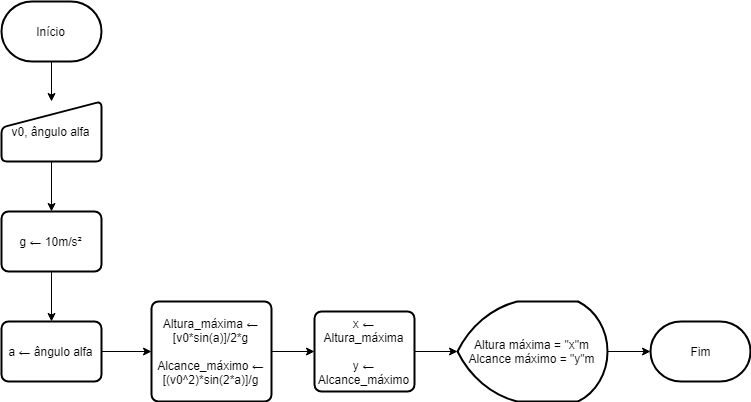 Início
v0, ângulo alfa
g ← 10m/s²
a ← ângulo alfa
Altura_máxima ←
[v0*sin(a)]/2*g
Alcance_máximo ←
[(v0^2)*sin(2*a)]/g
x ←
Altura_máxima
y ←
Alcance_máximo
Altura máxima = "x"m
Alcance máximo = "y"m
Fim